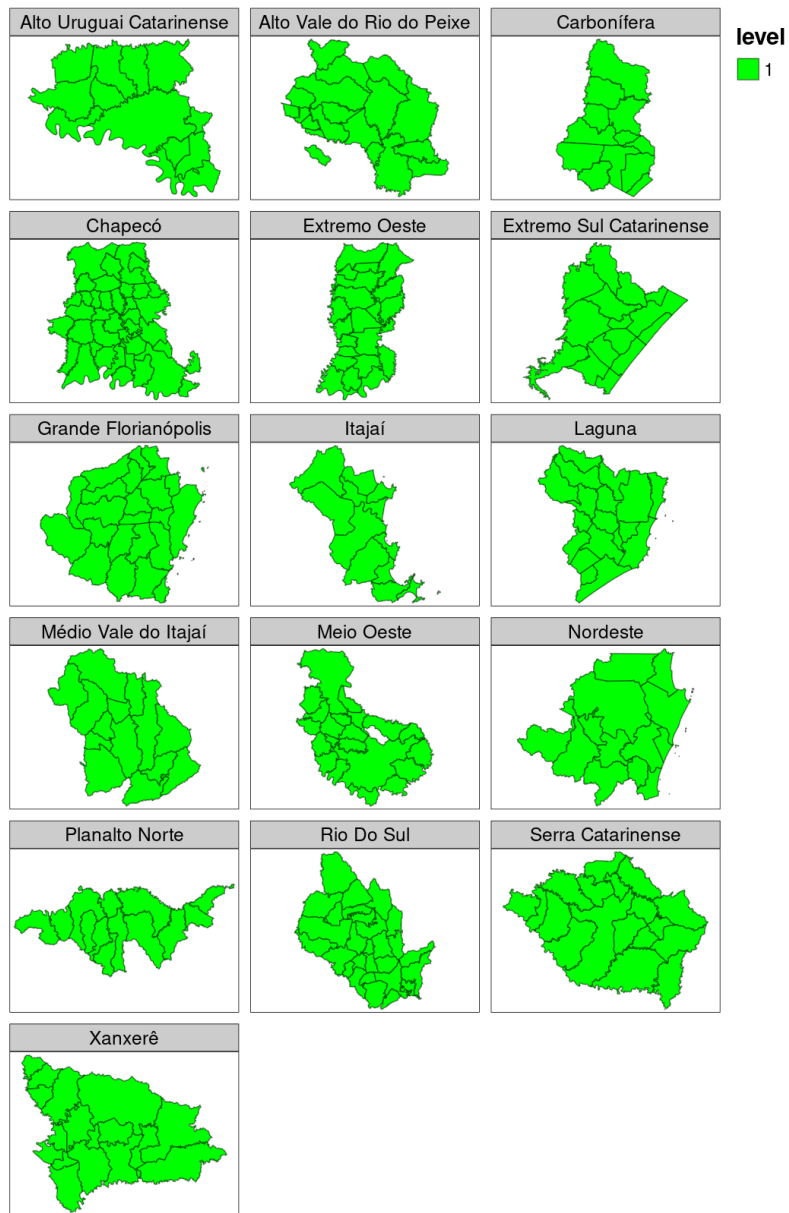 Alto Uruguai Catarinense
Alto Vale do Rio do Peixe
Carbonífera
level
1
Chapecó
Extremo Oeste
Extremo Sul Catarinense
Grande Florianópolis
Itajaí
Laguna
Médio Vale do Itajaí
Meio Oeste
Nordeste
Planalto Norte
Rio Do Sul
Serra Catarinense
Xanxerê